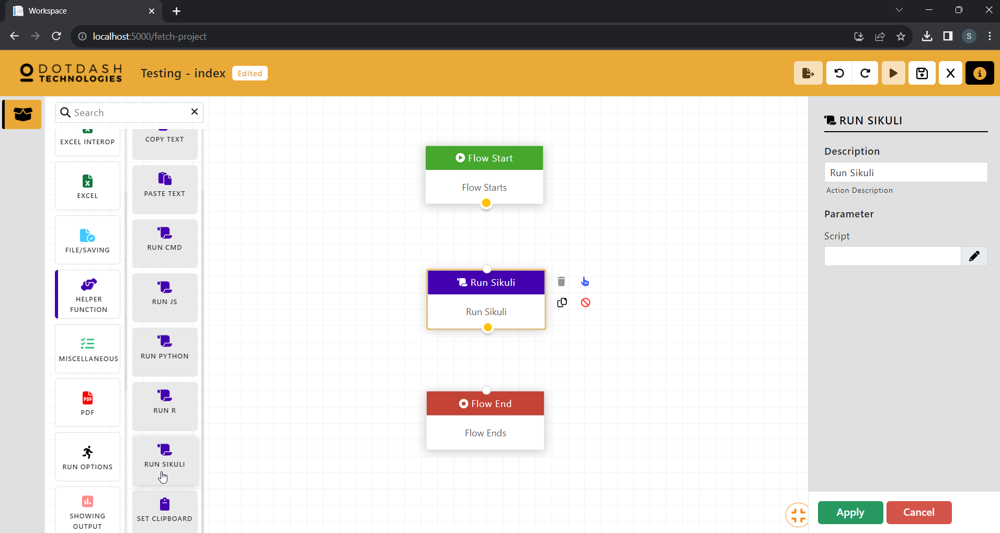 Workspace
localhost:5000/fetch-project
S
DOTDASH
TECHNOLOGIES
Testing - index
Edited
Search
EXCEL INTEROP
EXCEL
FILE/SAVING
HELPER
FUNCTION
MISCELLANEOUS
PDF
PDF
RUN OPTIONS
SHOWING
OUTPUT
COPY TEXT
PASTE TEXT
RUN CMD
RUN JS
RUN PYTHON
RUN R
RUN SIKULI
SET CLIPBOARD
Flow Start
Flow Starts
Run Sikuli
Run Sikuli
Flow End
Flow Ends
RUN SIKULI
Description
Run Sikuli
Action Description
Parameter
Script
Apply
Cancel